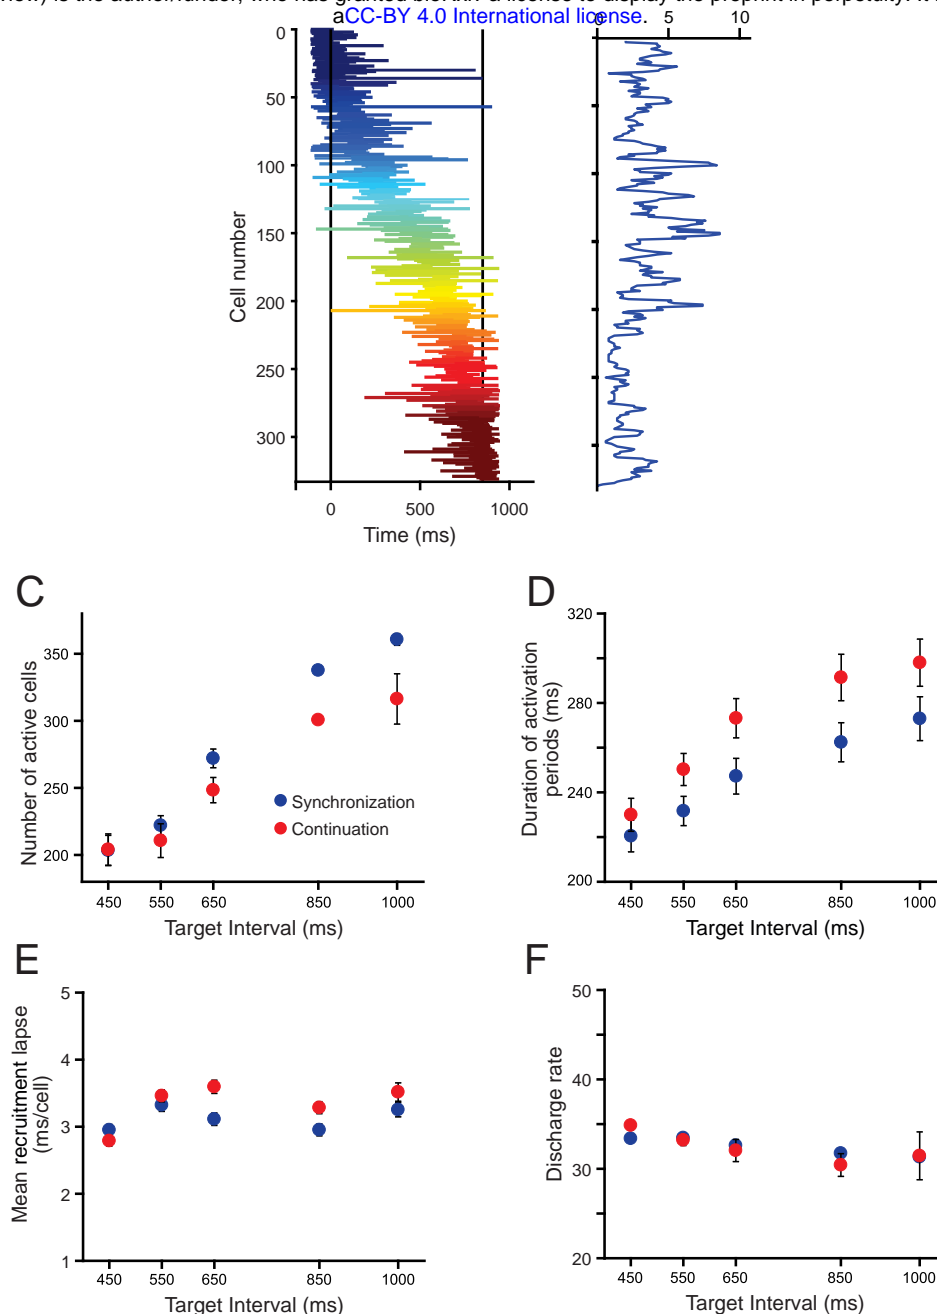 aCC-BY 4.0 International license.
0 5 10
0
50
100
150
200
250
300
Cell number
0 500 1000
Time (ms)
C
350
300
250
200
Number of active cells
Synchronization
Continuation
450 550 650 850 1000
Target Interval (ms)
D
320
280
240
200
Duration of activation
periods (ms)
450 550 650 850 1000
Target Interval (ms)
E
5
4
3
2
1
Mean recruitment lapse
(ms/cell)
450 550 650 850 1000
Target Interval (ms)
F
50
40
30
20
Discharge rate
450 550 650 850 1000
Target Interval (ms)